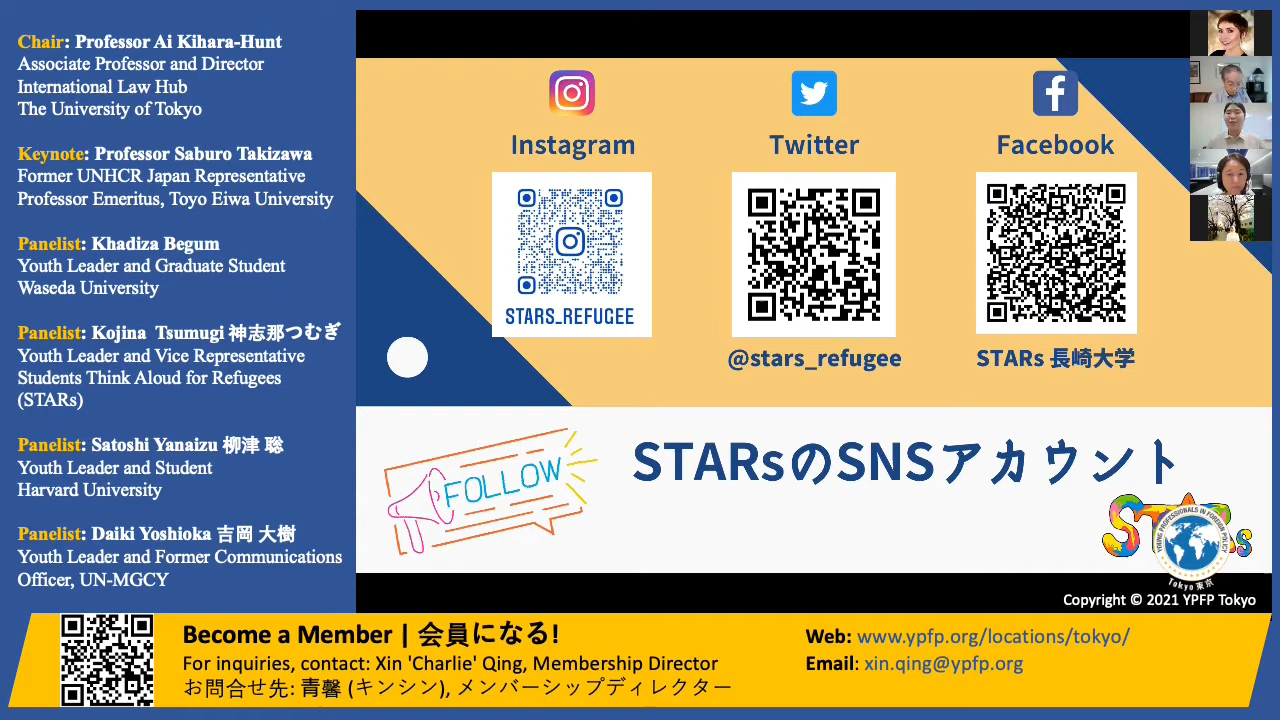 Chair: Professor Ai Kihara-Hunt
Associate Professor and Director
International Law Hub
The University of Tokyo
Keynote: Professor Saburo Takizawa
Former UNHCR Japan Representative
Professor Emeritus, Toyo Eiwa University
Panelist: Khadiza Begum
Youth Leader and Graduate Student
Waseda University
Panelist: Kojina Tsumugi 神志那つむぎ
Youth Leader and Vice Representative
Students Think Aloud for Refugees
(STARs)
Panelist: Satoshi Yanaizu 柳津 聡
Youth Leader and Student
Harvard University
Panelist: Daiki Yoshioka 吉岡 大樹
Youth Leader and Former Communications
Officer, UN-MGCY
Instagram
Twitter
Facebook
STARS_REFUGEE
@stars_refugee
STARs 長崎大学
FOLLOW
STARsのSNSアカウント
STARs
YOUNG PROFESSIONALS IN FOREIGN POLICY
Tokyo 東京
Copyright © 2021 YPFP Tokyo
Become a Member | 会員になる!
For inquiries, contact: Xin 'Charlie' Qing, Membership Director
お問合せ先: 青馨 (キンシン), メンバーシップディレクター
Web: www.ypfp.org/locations/tokyo/
Email: xin.qing@ypfp.org